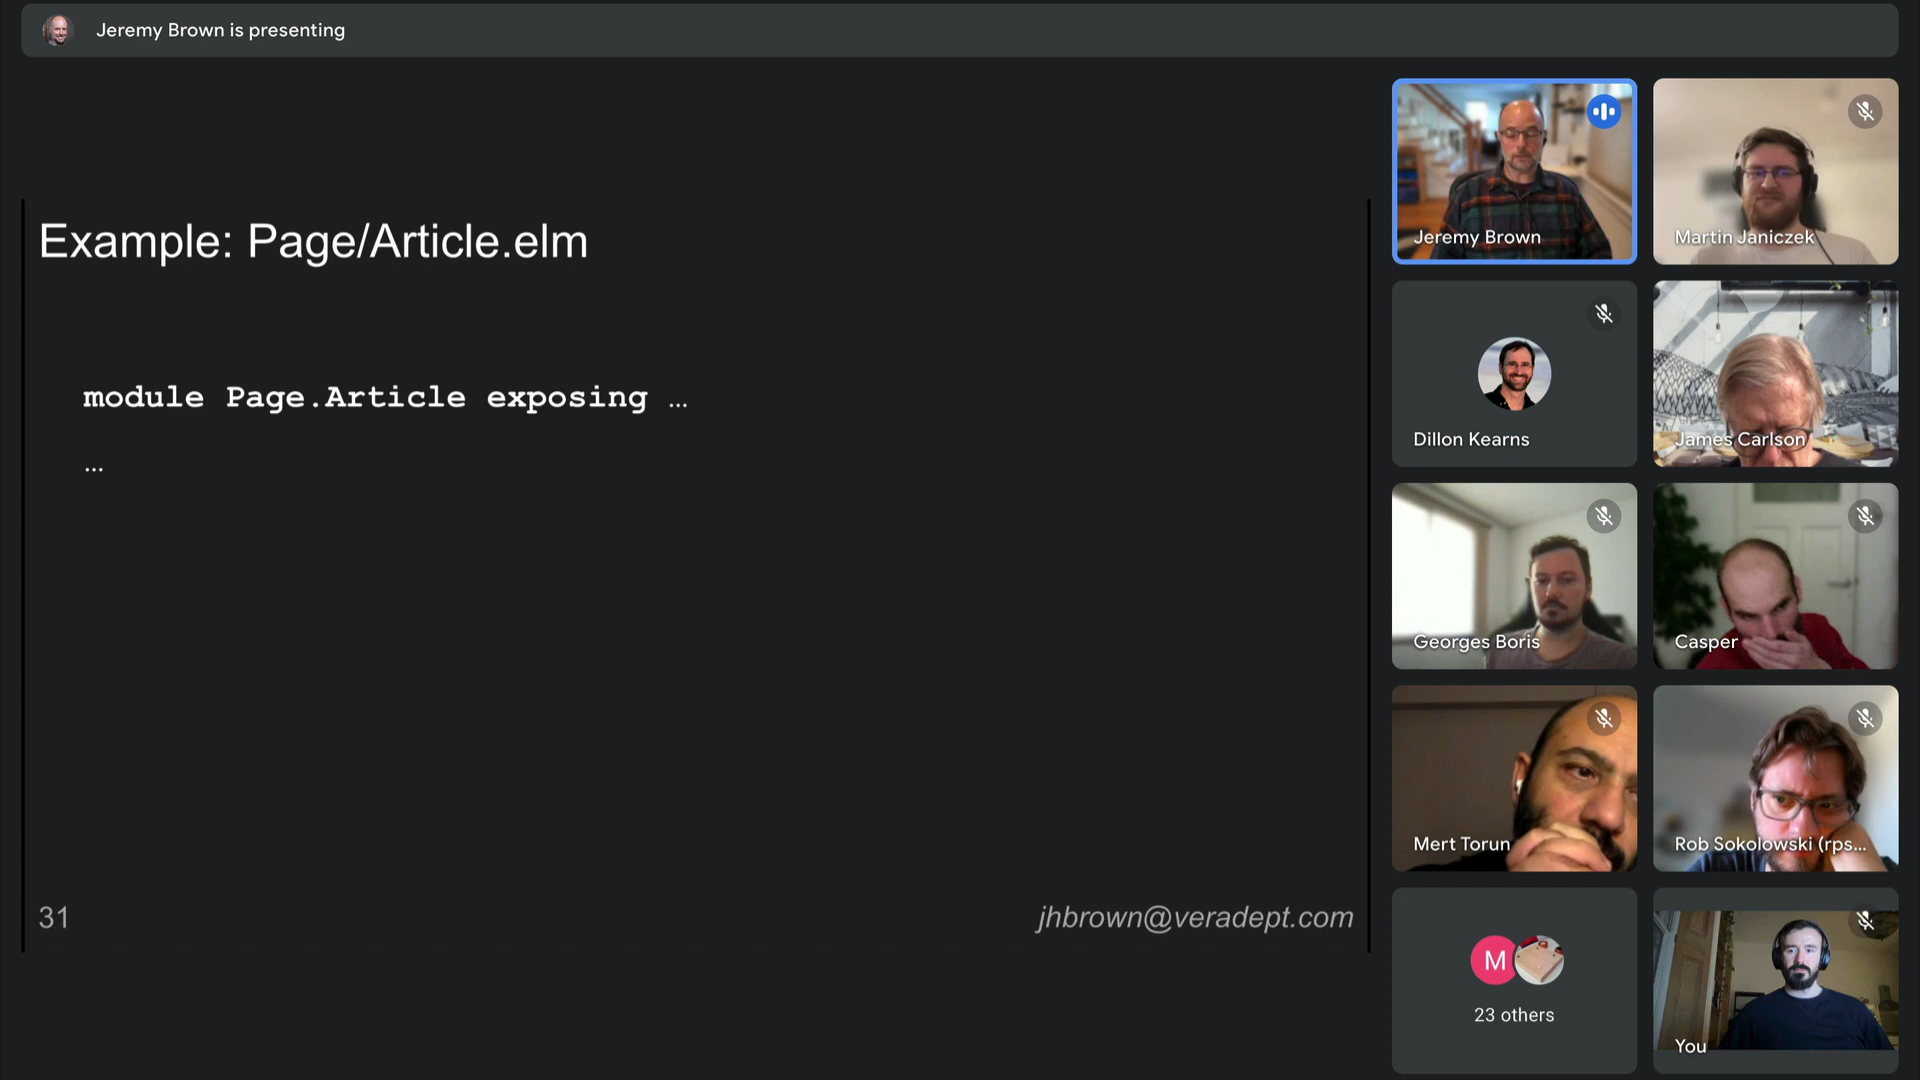 Jeremy Brown is presenting
Example: Page/Article.elm
module Page.Article exposing …
…
31
jhbrown@veradept.com
Jeremy Brown
Martin Janiczek
Dillon Kearns
James Carlson
Georges Boris
Casper
Mert Torun
Rob Sokolowski (rps...
M
23 others
You